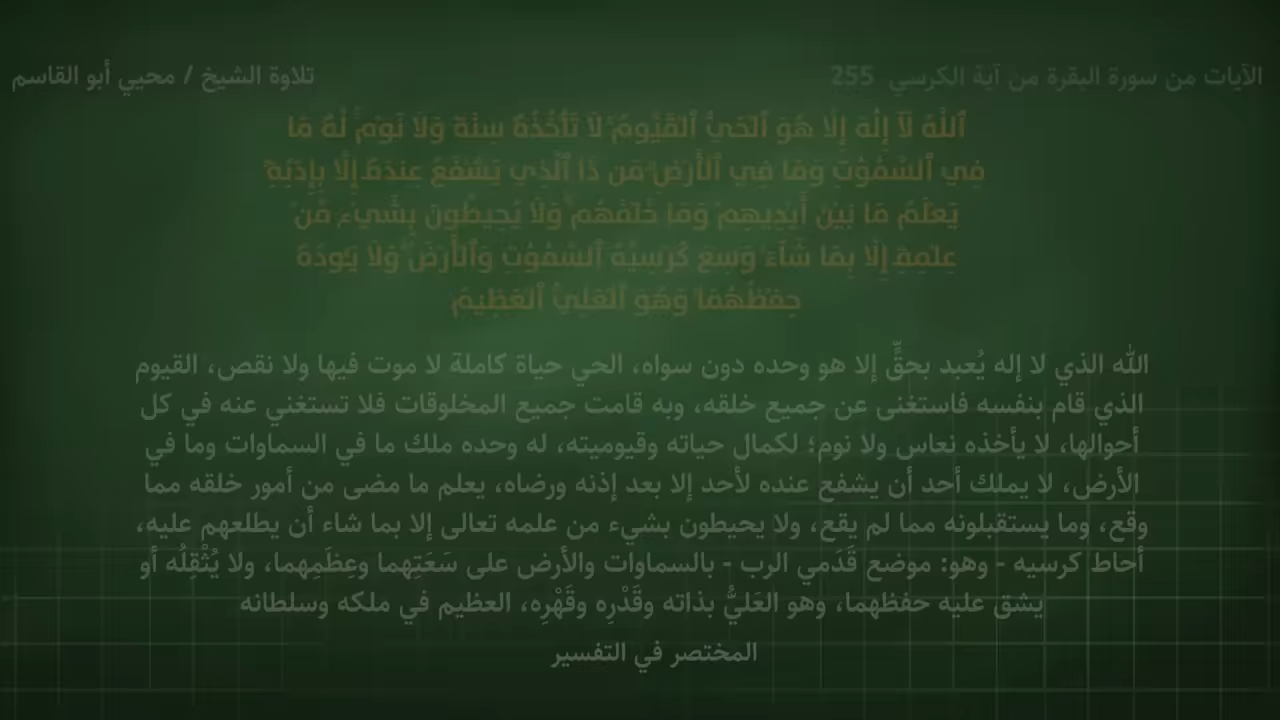 الآيات من سورة البقرة من آية الكرسي 255
تلاوة الشيخ / محيي أبو القاسم
ٱللَّهُ لَآ إِلَٰهَ إِلَّا هُوَ ٱلۡحَيُّ ٱلۡقَيُّومُۚ لَا تَأۡخُذُهُۥ سِنَةٞ وَلَا نَوۡمٞۚ لَّهُۥ مَا
فِي ٱلسَّمَٰوَٰتِ وَمَا فِي ٱلۡأَرۡضِۗ مَن ذَا ٱلَّذِي يَشۡفَعُ عِندَهُۥٓ إِلَّا بِإِذۡنِهِۦۚ
يَعۡلَمُ مَا بَيۡنَ أَيۡدِيهِمۡ وَمَا خَلۡفَهُمۡۖ وَلَا يُحِيطُونَ بِشَيۡءٖ مِّنۡ
عِلۡمِهِۦٓ إِلَّا بِمَا شَآءَۚ وَسِعَ كُرۡسِيُّهُ ٱلسَّمَٰوَٰتِ وَٱلۡأَرۡضَۖ وَلَا يَـُٔودُهُۥ
حِفۡظُهُمَاۚ وَهُوَ ٱلۡعَلِيُّ ٱلۡعَظِيمُ
الله الذي لا إله يُعبد بحقٍّ إلا هو وحده دون سواه، الحي حياة كاملة لا موت فيها ولا نقص، القيوم
الذي قام بنفسه فاستغنى عن جميع خلقه، وبه قامت جميع المخلوقات فلا تستغني عنه في كل
أحوالها، لا يأخذه نعاس ولا نوم؛ لكمال حياته وقيوميته، له وحده ملك ما في السماوات وما في
الأرض، لا يملك أحد أن يشفع عنده لأحد إلا بعد إذنه ورضاه، يعلم ما مضى من أمور خلقه مما
وقع، وما يستقبلونه مما لم يقع، ولا يحيطون بشيء من علمه تعالى إلا بما شاء أن يطلعهم عليه،
أحاط كرسيه - وهو: موضع قَدَمي الرب - بالسماوات والأرض على سَعَتِهما وعِظَمِهما، ولا يُثْقِلُه أو
يشق عليه حفظهما، وهو العَليُّ بذاته وقَدْرِه وقَهْرِه، العظيم في ملكه وسلطانه
المختصر في التفسير